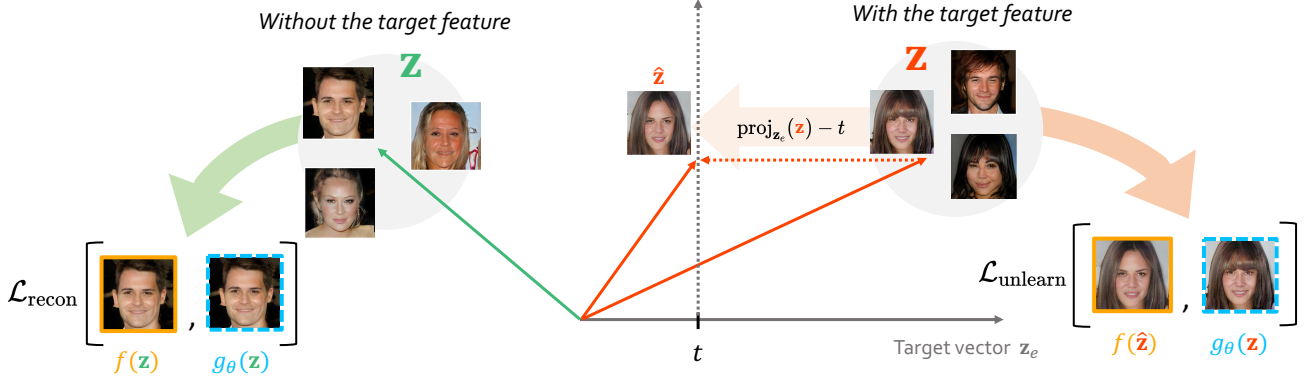 Without the target feature
With the target feature
z
ẑ
z
proj_{z_e}(z) − t
ℒ_recon
,
f(z)
g_θ(z)
t
Target vector z_e
ℒ_unlearn
,
f(ẑ)
g_θ(z)